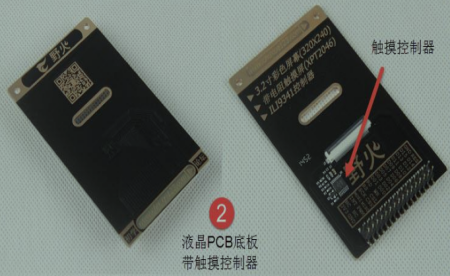 野火
3.2寸彩色屏幕(320X240)
带电阻触摸屏(XPT2046)
ILI9341控制器
野火
触摸控制器
2
液晶PCB底板
带触摸控制器